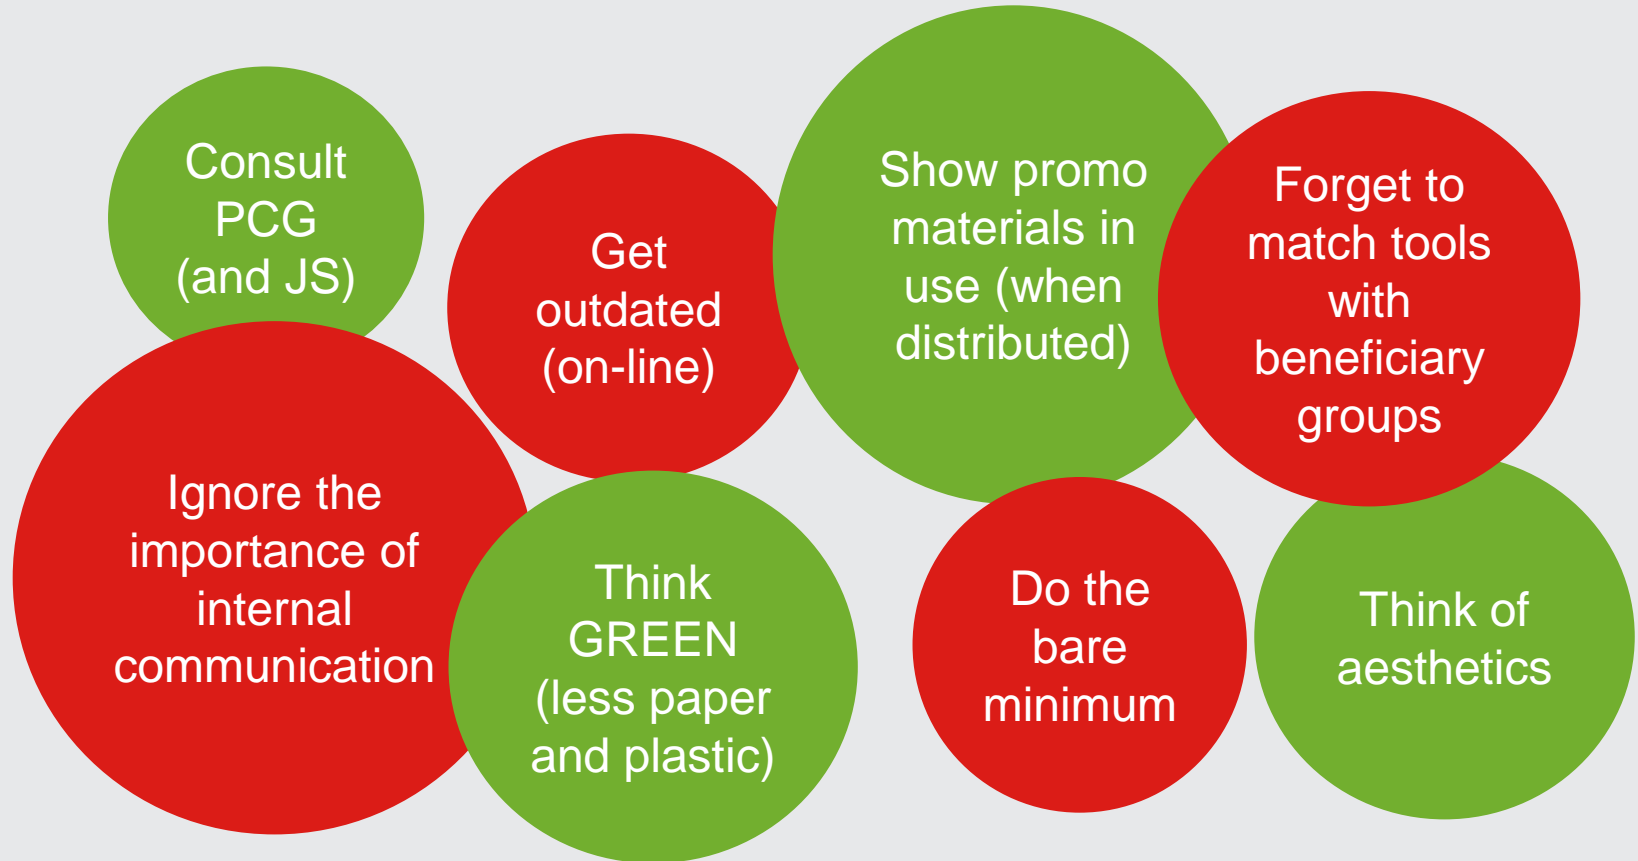 Consult
PCG
(and JS)
Get
outdated
(on-line)
Show promo
materials in
use (when
distributed)
Forget to
match tools
with
beneficiary
groups
Ignore the
importance of
internal
communication
Think
GREEN
(less paper
and plastic)
Do the
bare
minimum
Think of
aesthetics